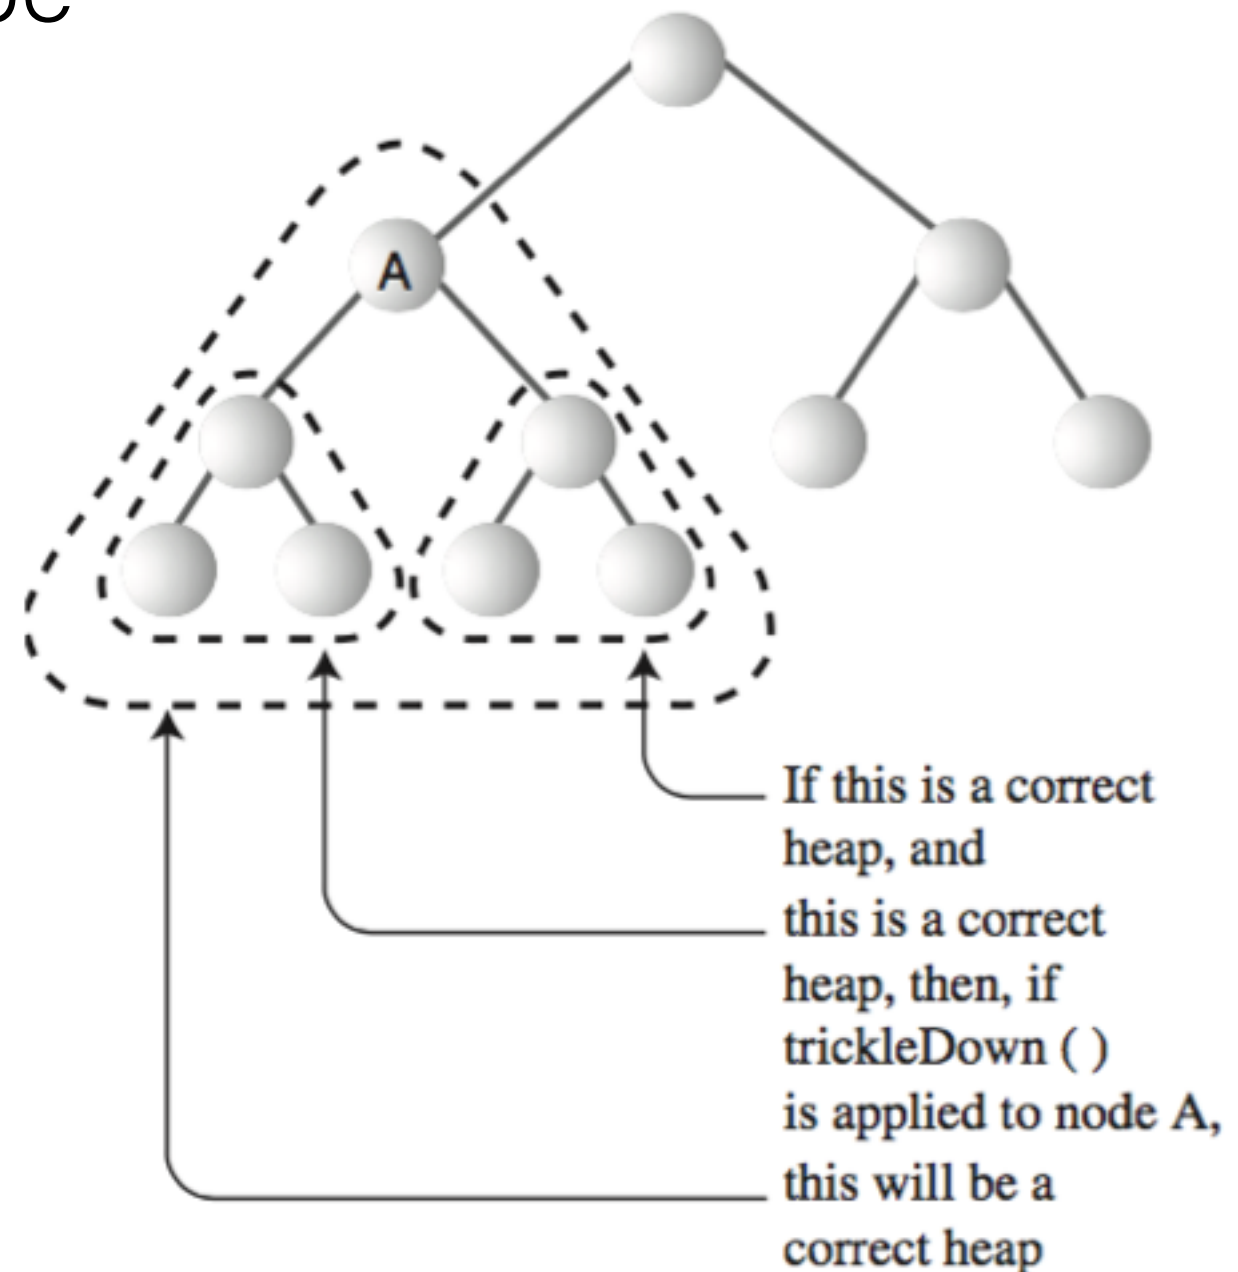 A
If this is a correct
heap, and
this is a correct
heap, then, if
trickleDown ( )
is applied to node A,
this will be a
correct heap